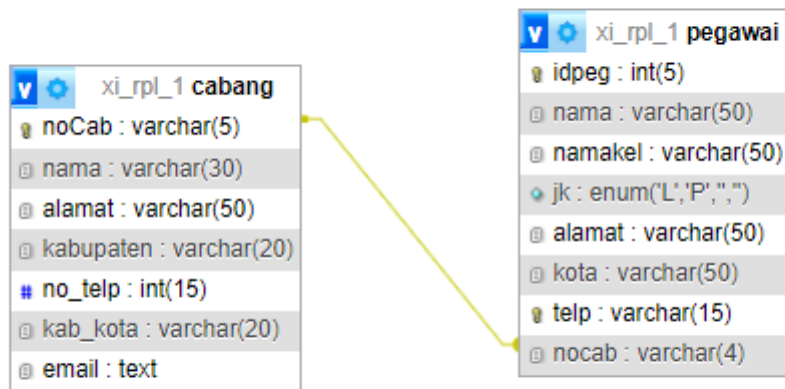 xi_rpl_1 cabang
noCab : varchar(5)
nama : varchar(30)
alamat : varchar(50)
kabupaten : varchar(20)
# no_telp : int(15)
kab_kota : varchar(20)
email : text
xi_rpl_1 pegawai
idpeg : int(5)
nama : varchar(50)
namakel : varchar(50)
jk : enum('L','P','','')
alamat : varchar(50)
kota : varchar(50)
telp : varchar(15)
nocab : varchar(4)